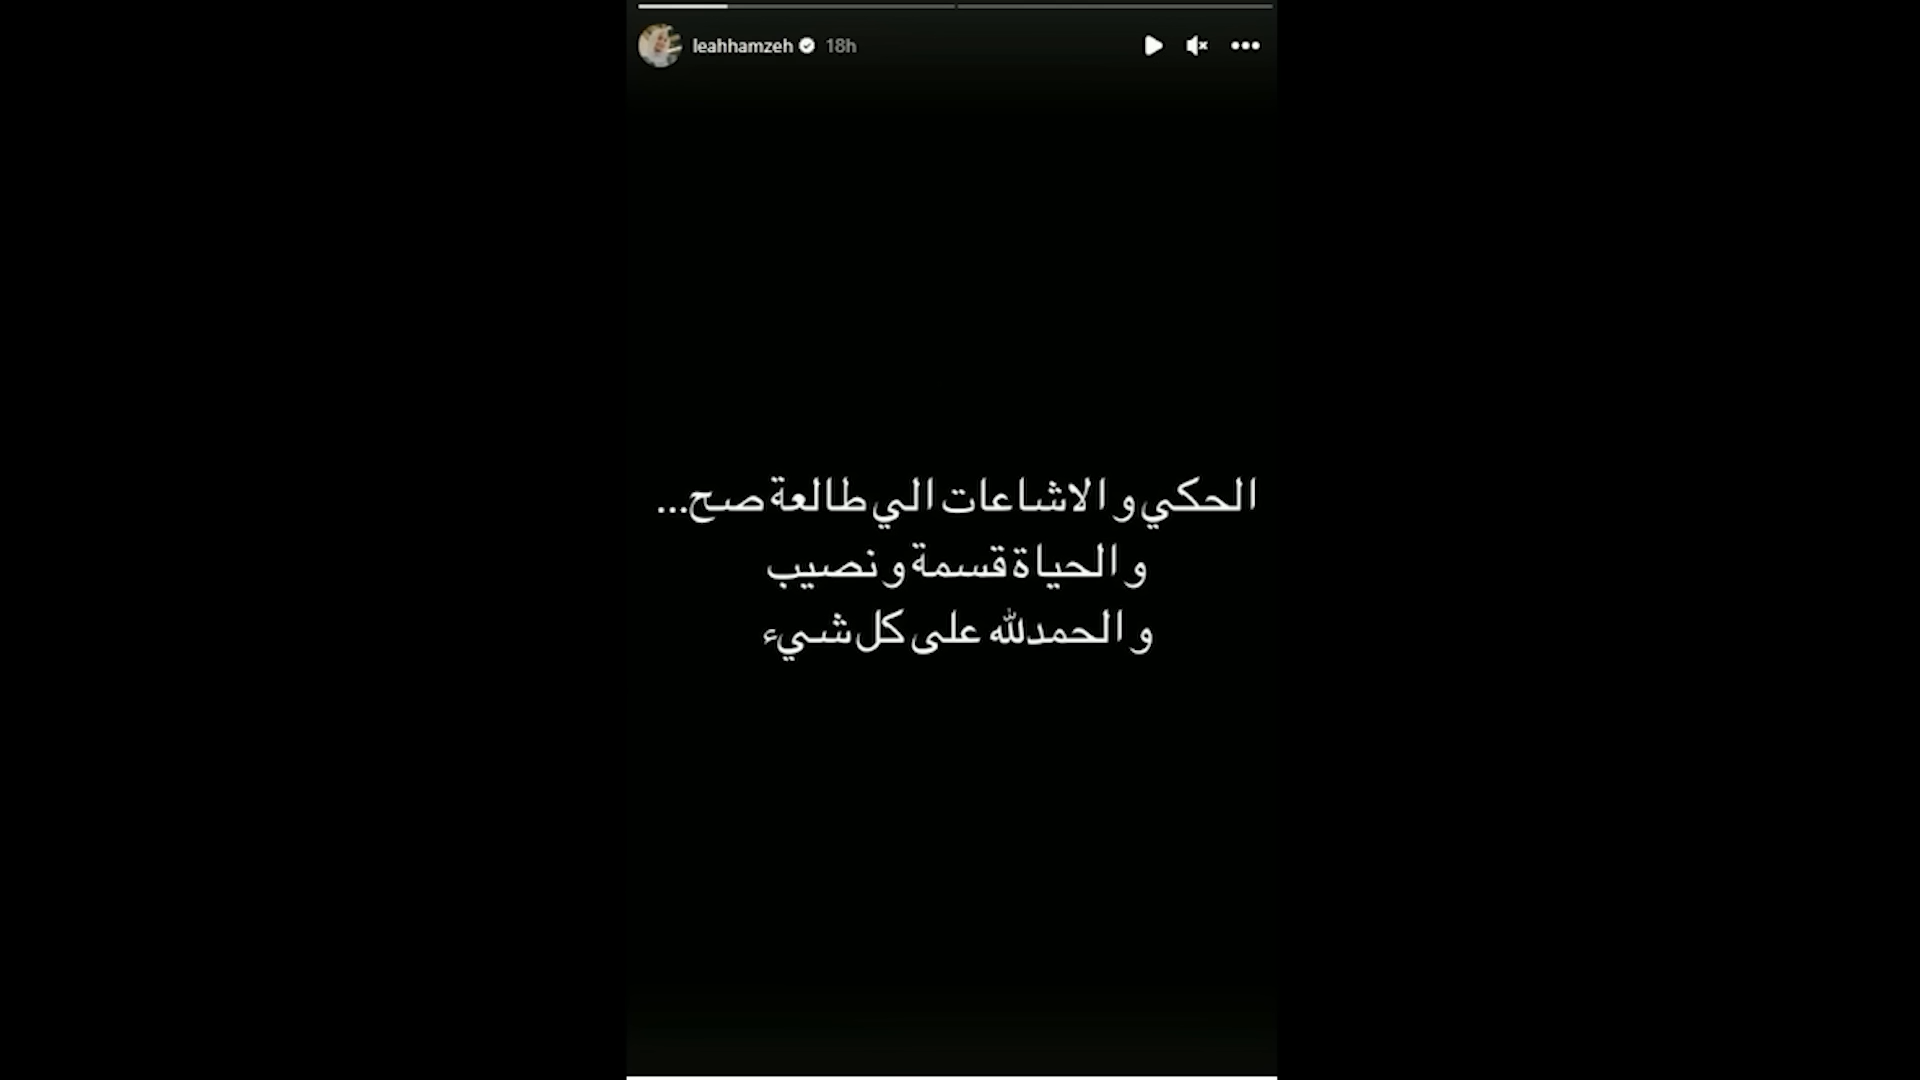 leahhamzeh 18h
الحكي و الاشاعات الي طالعة صح...
و الحياة قسمة و نصيب
و الحمدلله على كل شيء